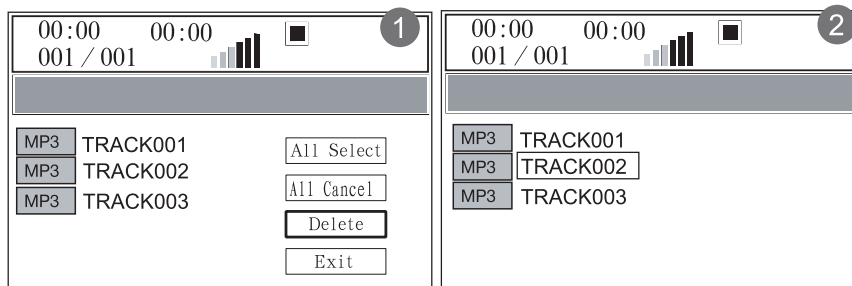 00:00 00:00
001 / 001
1
MP3 TRACK001
MP3 TRACK002
MP3 TRACK003
All Select
All Cancel
Delete
Exit
00:00 00:00
001 / 001
2
MP3 TRACK001
MP3 TRACK002
MP3 TRACK003